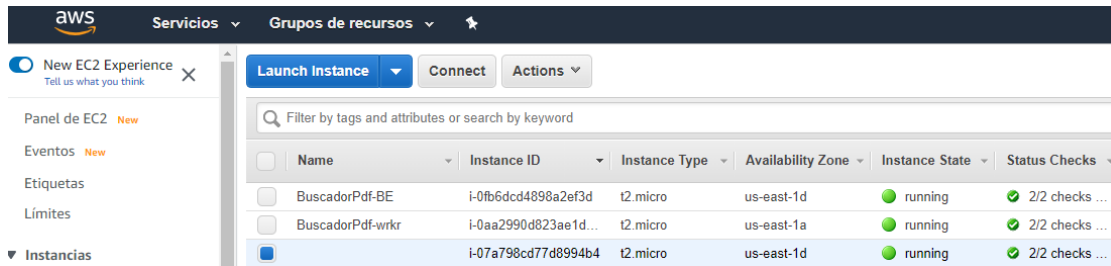 aws Servicios Grupos de recursos
New EC2 Experience
Tell us what you think
Panel de EC2 New
Eventos New
Etiquetas
Límites
Instancias
Launch Instance Connect Actions
Filter by tags and attributes or search by keyword
Name Instance ID Instance Type Availability Zone Instance State Status Checks
BuscadorPdf-BE i-0fb6dcd4898a2ef3d t2.micro us-east-1d running 2/2 checks ...
BuscadorPdf-wrkr i-0aa2990d823ae1d... t2.micro us-east-1a running 2/2 checks ...
i-07a798cd77d8994b4 t2.micro us-east-1d running 2/2 checks ...